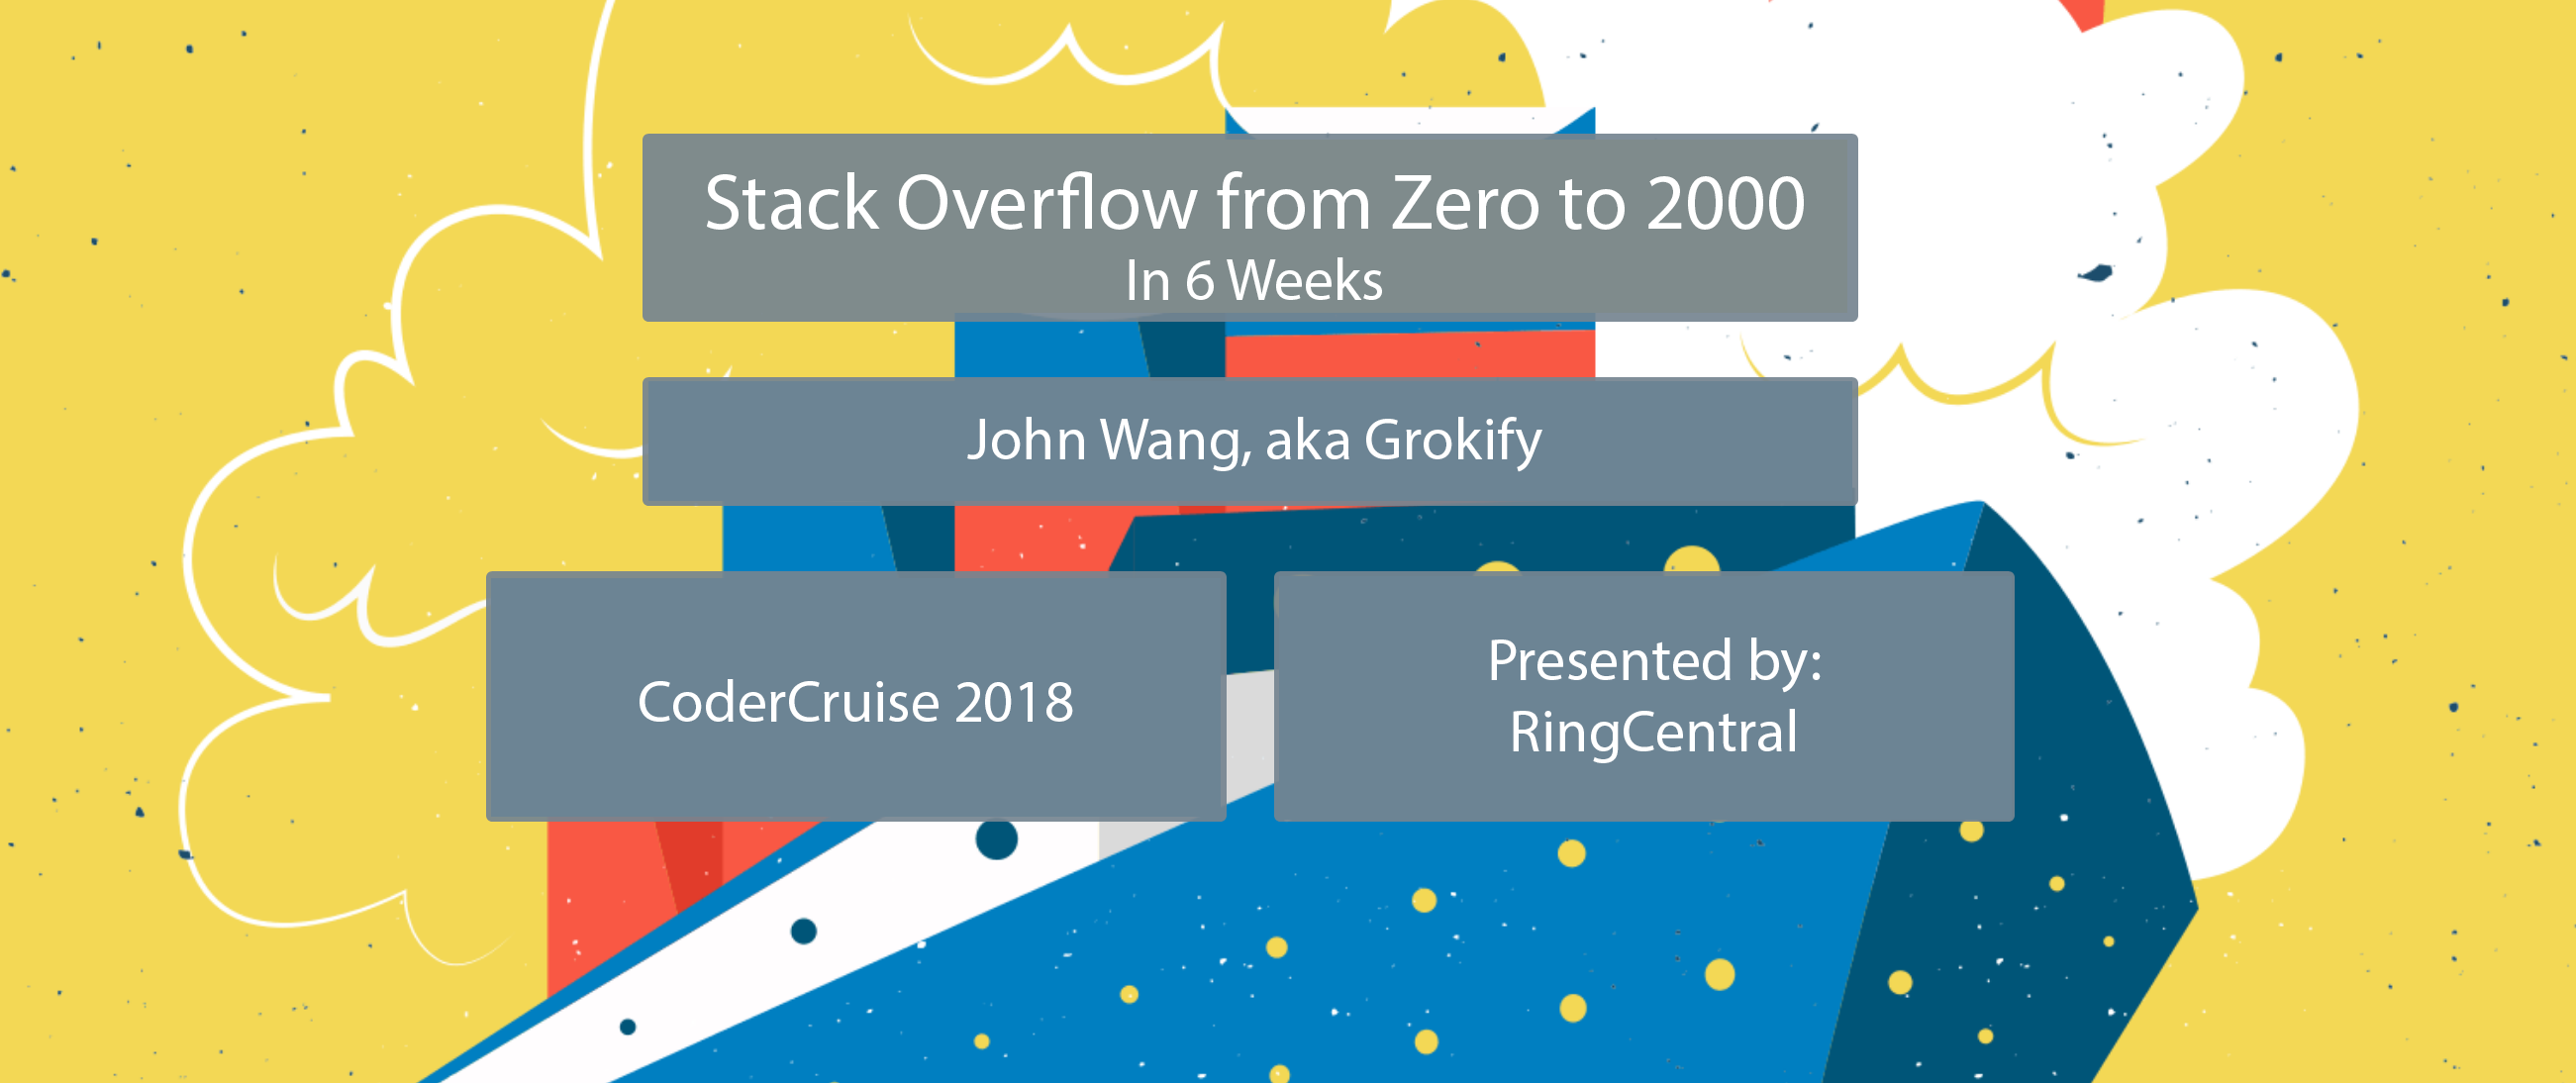 Stack Overflow from Zero to 2000
In 6 Weeks
John Wang, aka Grokify
CoderCruise 2018
Presented by:
RingCentral